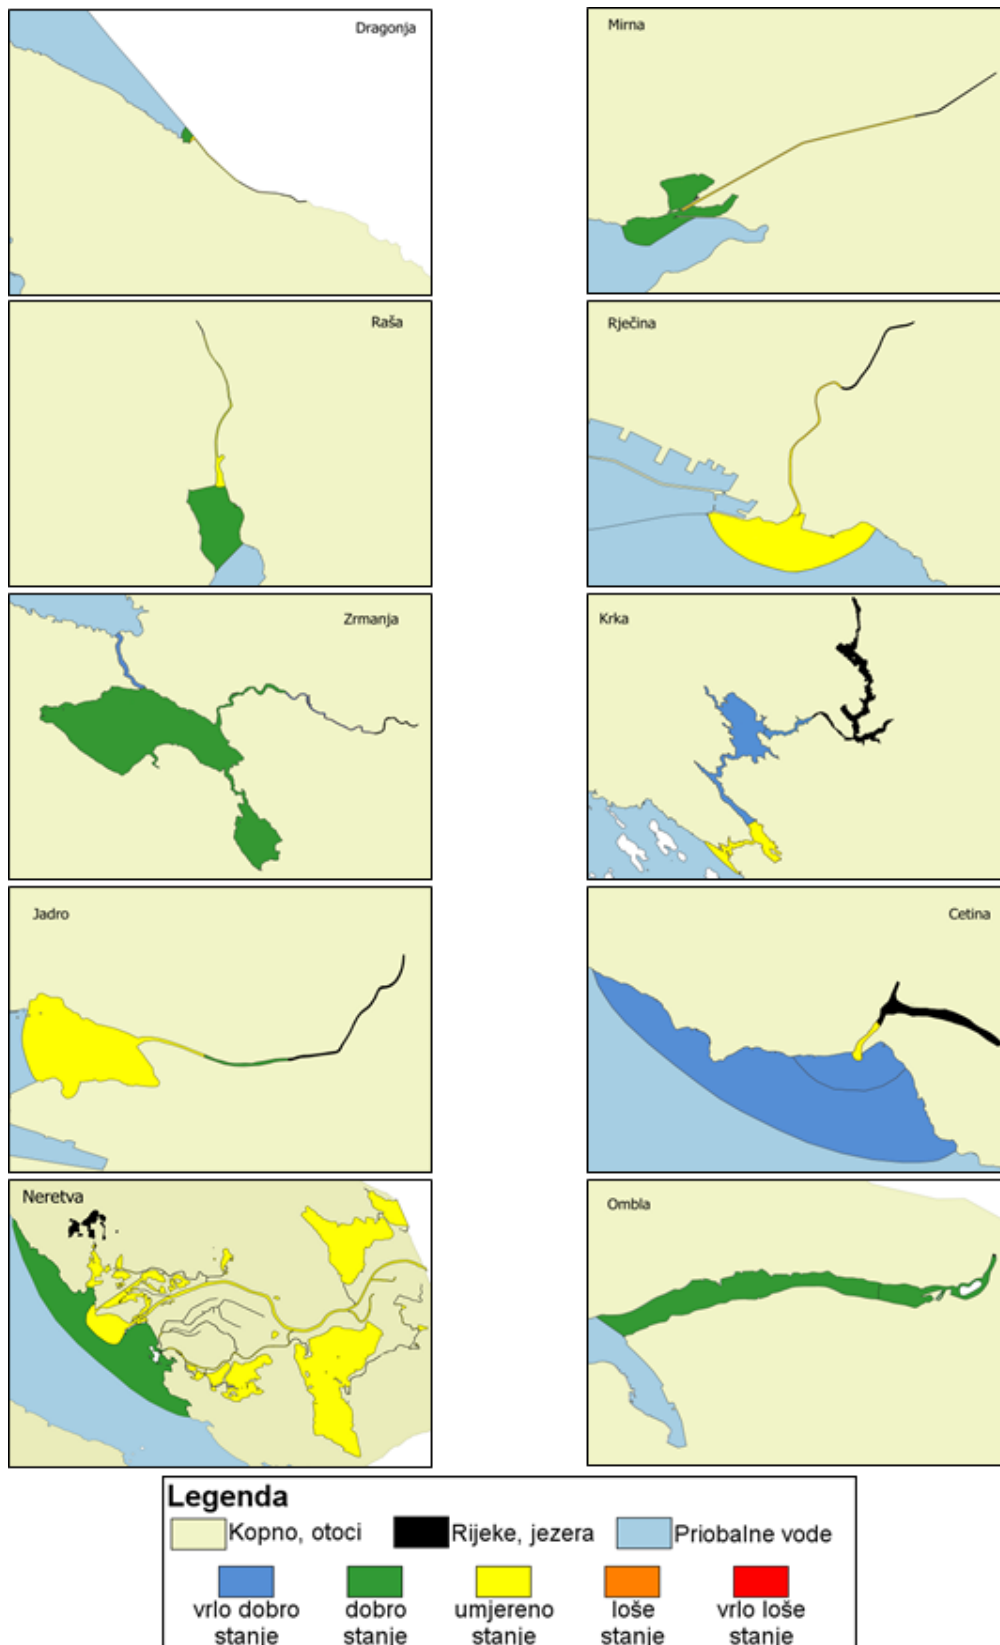 Dragonja
Mirna
Raša
Rječina
Zrmanja
Krka
Jadro
Cetina
Neretva
Ombla
Legenda
Kopno, otoci
Rijeke, jezera
Priobalne vode
vrlo dobro
stanje
dobro
stanje
umjereno
stanje
loše
stanje
vrlo loše
stanje